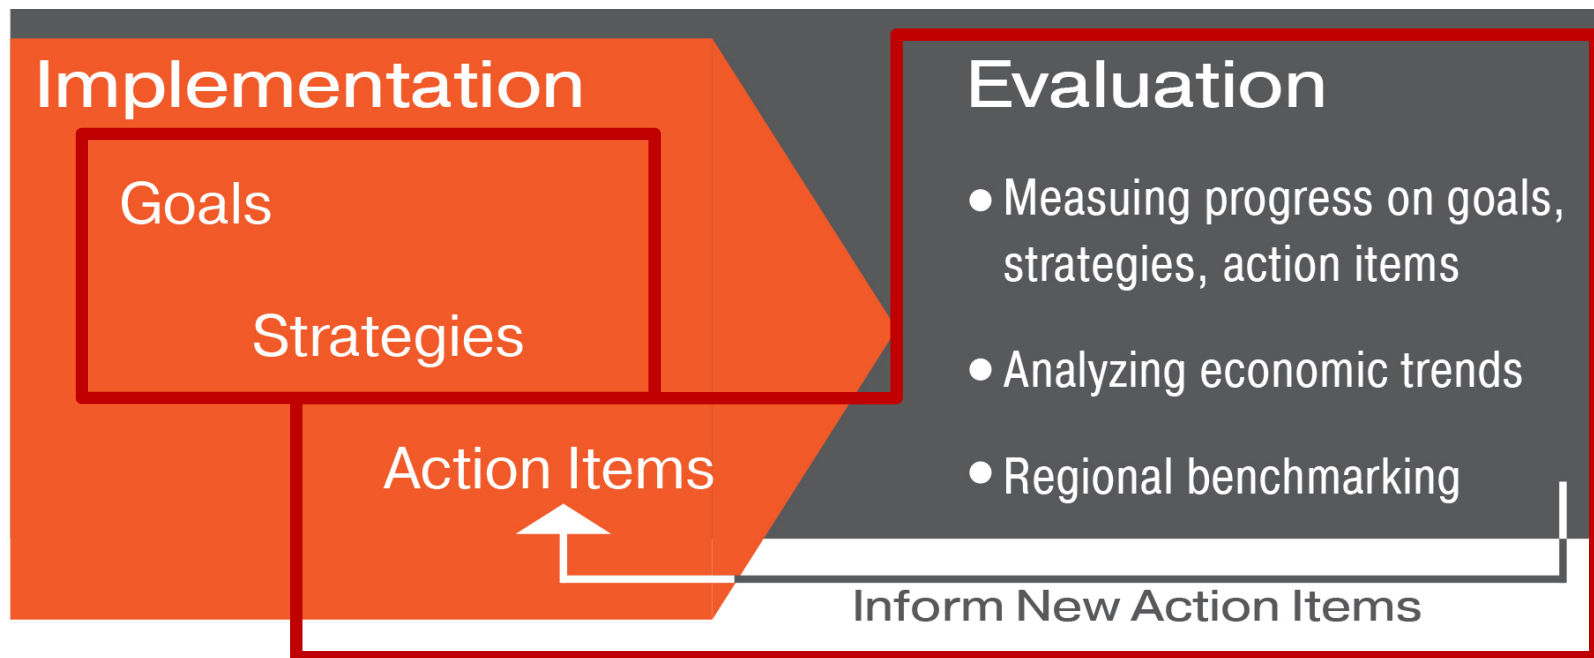 Implementation
Goals
Strategies
Action Items
Evaluation
● Measuing progress on goals,
strategies, action items
● Analyzing economic trends
● Regional benchmarking
Inform New Action Items